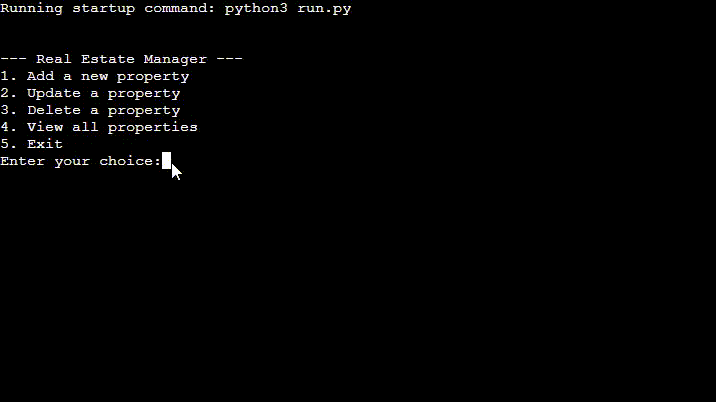 Running startup command: python3 run.py
--- Real Estate Manager ---
1. Add a new property
2. Update a property
3. Delete a property
4. View all properties
5. Exit
Enter your choice: